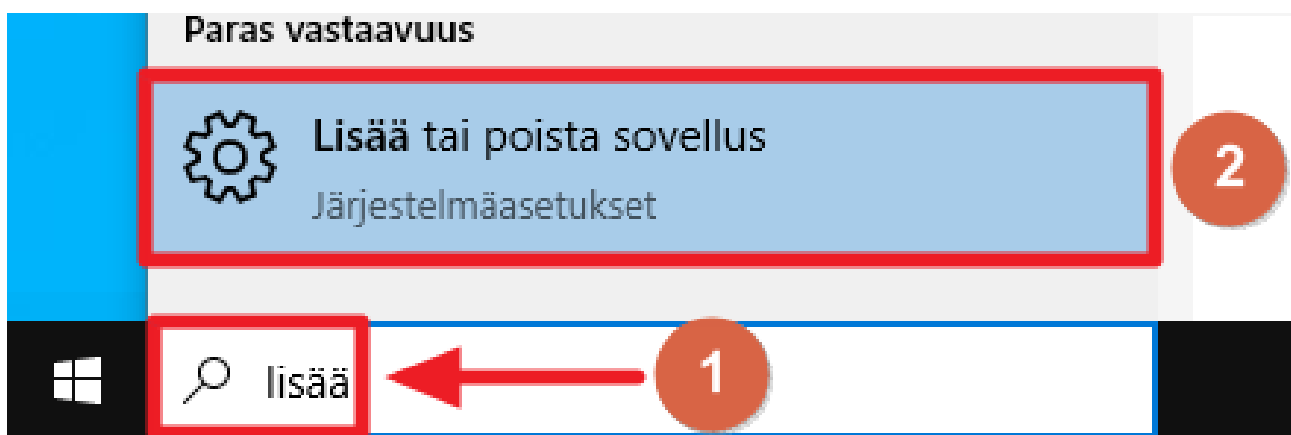 Paras vastaavuus
Lisää tai poista sovellus
Järjestelmäasetukset
2
lisää
1